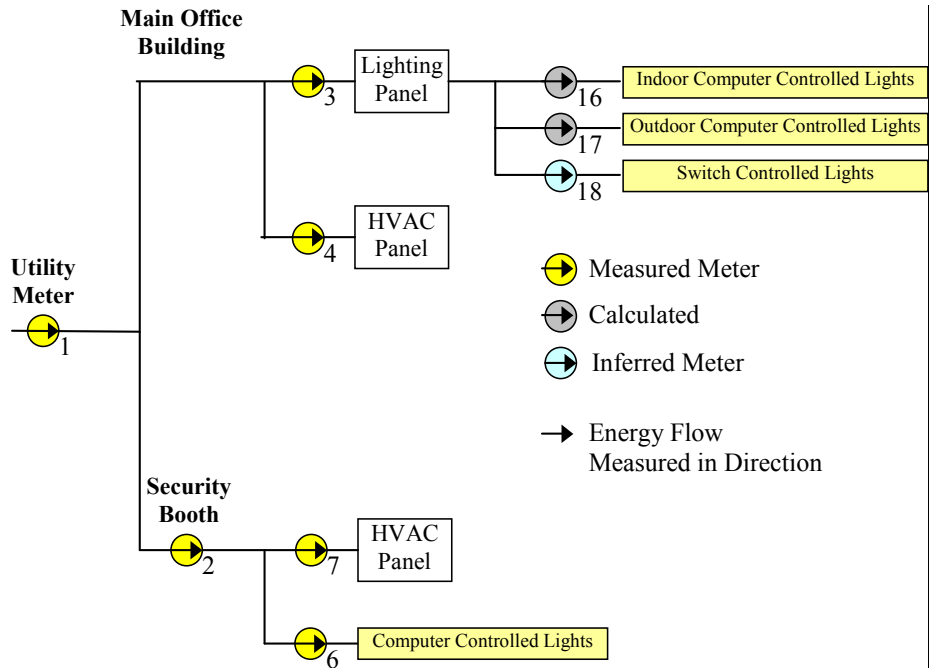 Main Office
Building
3
Lighting
Panel
16
Indoor Computer Controlled Lights
17
Outdoor Computer Controlled Lights
18
Switch Controlled Lights
4
HVAC
Panel
Utility
Meter
1
Measured Meter
Calculated
Inferred Meter
Energy Flow
Measured in Direction
Security
Booth
2
7
HVAC
Panel
6
Computer Controlled Lights